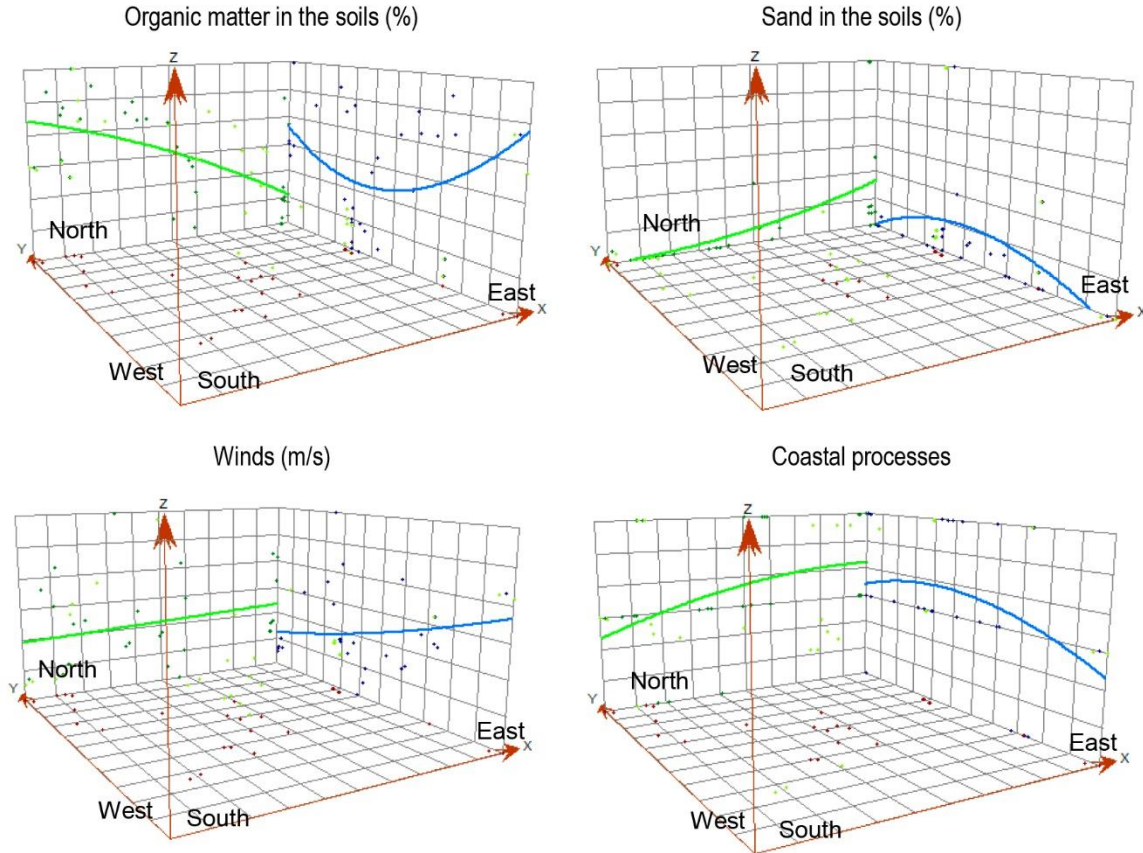 Organic matter in the soils (%)
Z
North
Y
East
X
West
South
Sand in the soils (%)
Z
North
Y
East
X
West
South
Winds (m/s)
Z
North
Y
East
X
West
South
Coastal processes
Z
North
Y
East
X
West
South